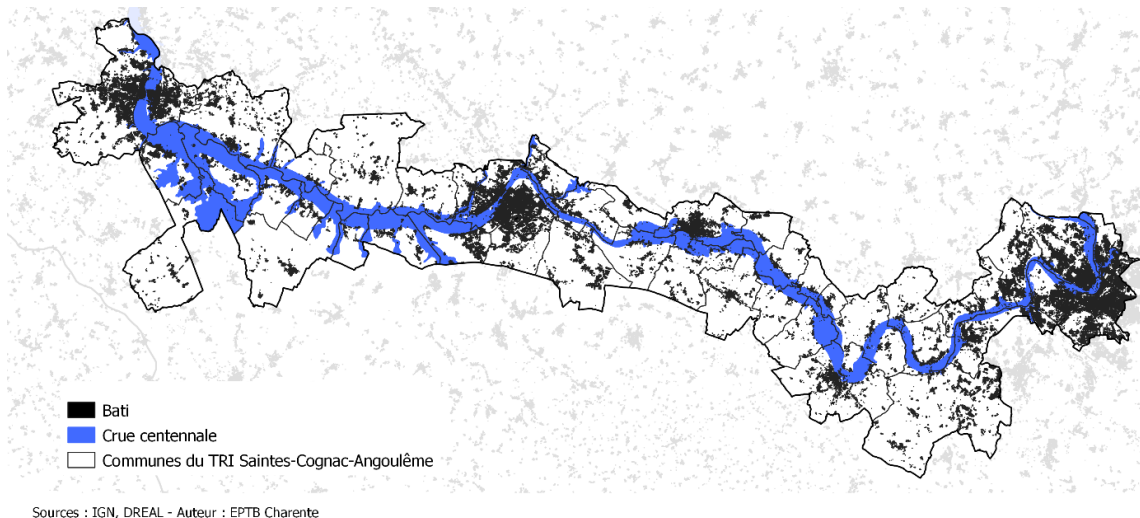 Bati
Crue centennale
Communes du TRI Saintes-Cognac-Angoulême
Sources : IGN, DREAL - Auteur : EPTB Charente